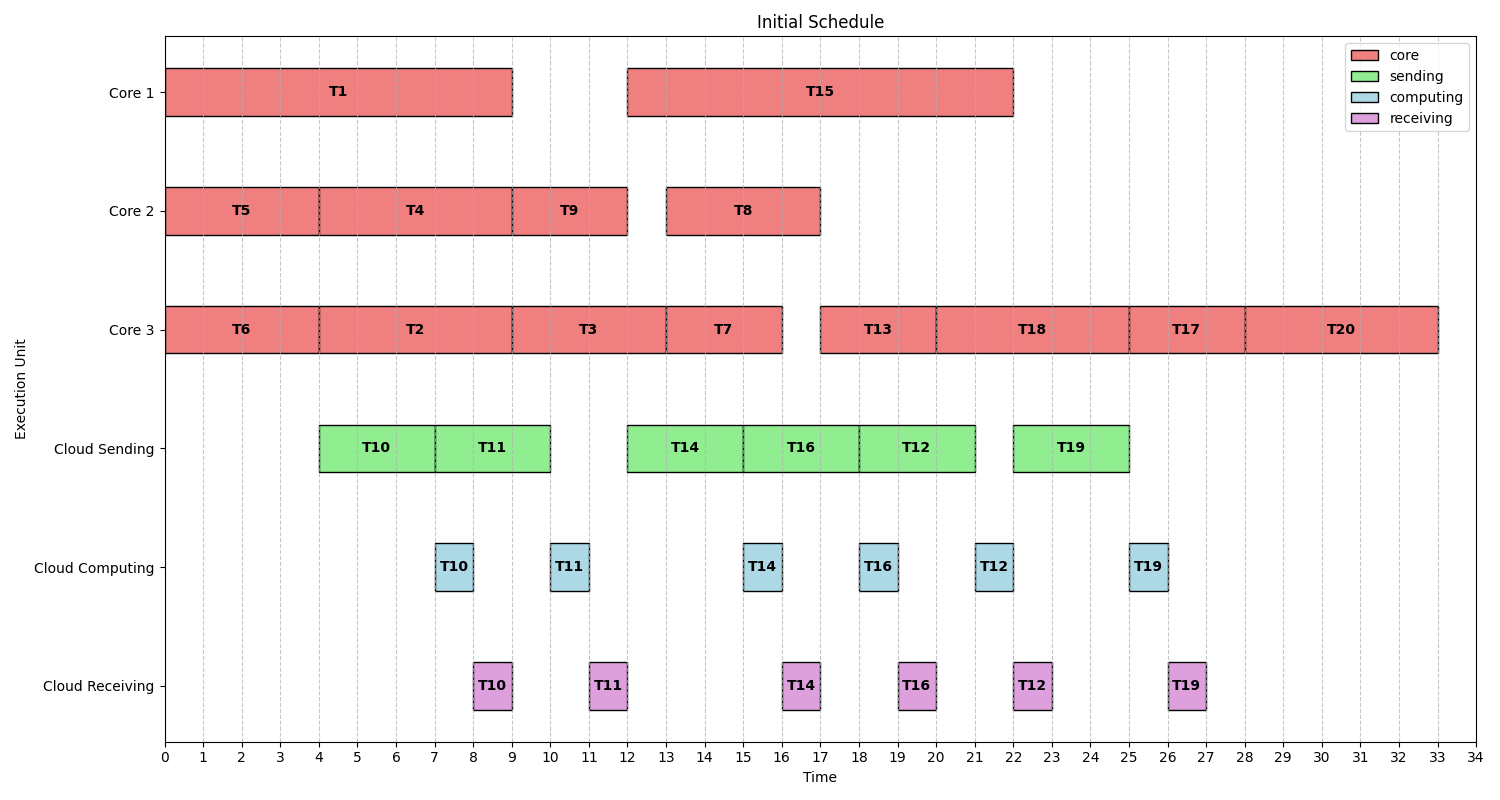 Initial Schedule
core
sending
computing
receiving
Execution Unit
Core 1
T1
T15
Core 2
T5
T4
T9
T8
Core 3
T6
T2
T3
T7
T13
T18
T17
T20
Cloud Sending
T10
T11
T14
T16
T12
T19
Cloud Computing
T10
T11
T14
T16
T12
T19
Cloud Receiving
T10
T11
T14
T16
T12
T19
0 1 2 3 4 5 6 7 8 9 10 11 12 13 14 15 16 17 18 19 20 21 22 23 24 25 26 27 28 29 30 31 32 33 34
Time